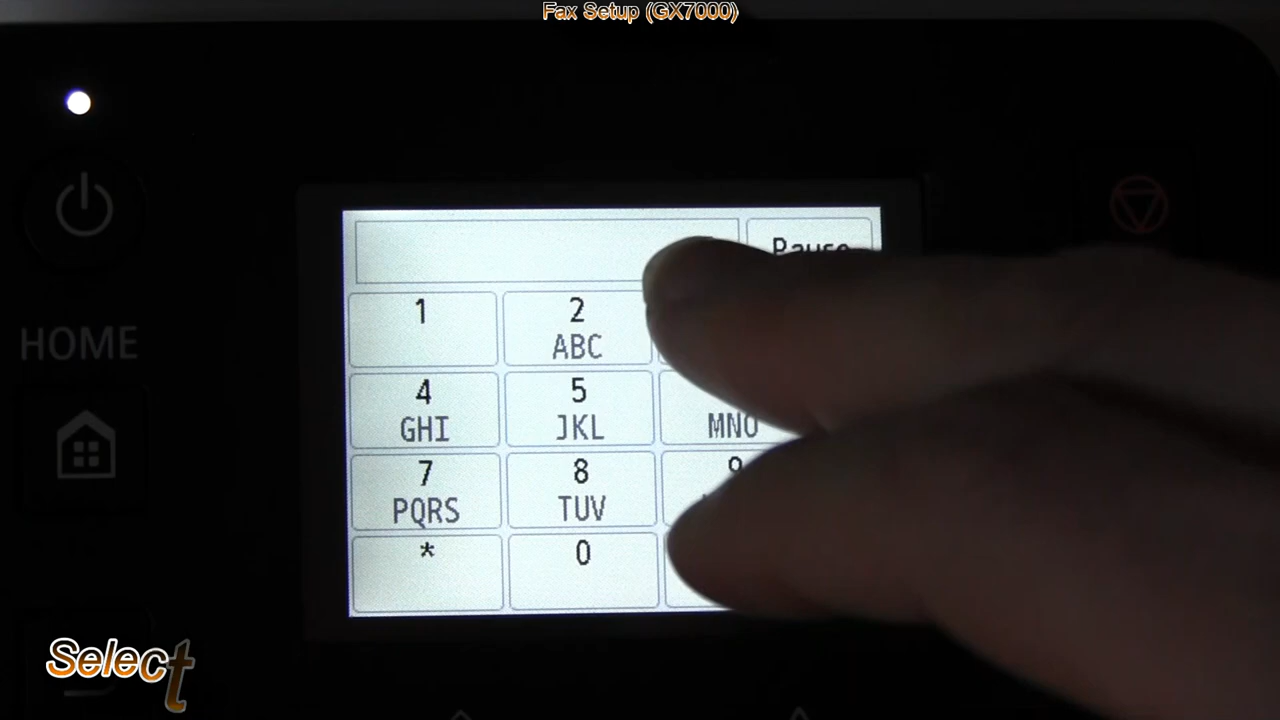 Fax Setup (GX7000)
Pause
1
2
ABC
HOME
4
5
GHI
JKL
MNO
7
8
9
PQRS
TUV
*
0
Select